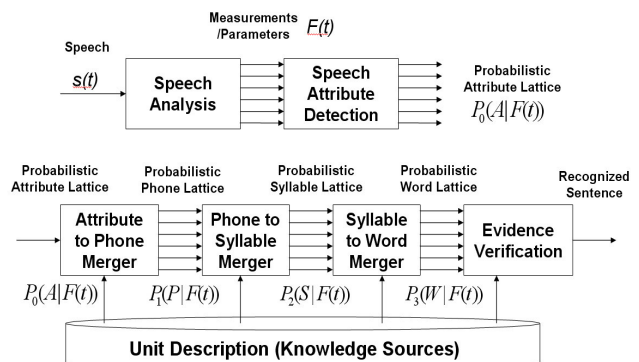 Measurements
/Parameters F(t)
Speech
s(t)
Speech
Analysis
Speech
Attribute
Detection
Probabilistic
Attribute Lattice
P₀(A|F(t))
Probabilistic
Attribute Lattice
Probabilistic
Phone Lattice
Probabilistic
Syllable Lattice
Probabilistic
Word Lattice
Recognized
Sentence
Attribute
to Phone
Merger
Phone to
Syllable
Merger
Syllable
to Word
Merger
Evidence
Verification
P₀(A|F(t))
P₁(P|F(t))
P₂(S|F(t))
P₃(W|F(t))
Unit Description (Knowledge Sources)